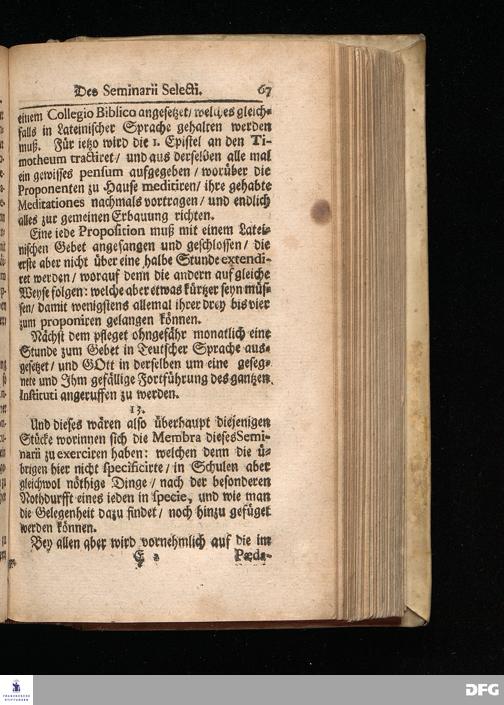 Des Seminarii Selecti. 67
einem Collegio Biblico angesetzet/ welches gleich=
falls in Lateinischer Sprache gehalten werden
muß. Für ietzo wird die 1. Epistel an den Ti-
motheum tractiret/ und aus derselben alle mal
ein gewisses pensum aufgegeben/ worüber die
Proponenten zu Hause meditiren/ ihre gehabte
Meditationes nachmals vortragen/ und endlich
alles zur gemeinen Erbauung richten.
Eine iede Proposition muß mit einem Latei-
nischen Gebet angefangen und geschlossen/ die
erste aber nicht über eine halbe Stunde extendi-
ret werden/ worauf denn die andern auf gleiche
Weyse folgen: welche aber etwas kürtzer seyn müs-
sen/ damit wenigstens allemal ihrer drey bis vier
zum proponiren gelangen können.
Nächst dem pfleget ohngefähr monatlich eine
Stunde zum Gebet in Teutscher Sprache aus-
gesetzet/ und GOtt in derselben um eine geseg-
nete und Ihm gefällige Fortführung des gantzen
Instituti angeruffen zu werden.
13.
Und dieses wären also überhaupt diejenigen
Stücke worinnen sich die Membra dieses Semi-
narii zu exerciren haben: welchen denn die ü-
brigen hier nicht specificirte/ in Schulen aber
gleichwol nöthige Dinge/ nach der besonderen
Nothdurfft eines ieden in specie, und wie man
die Gelegenheit dazu findet/ noch hinzu gefüget
werden können.
Bey allen aber wird vornehmlich auf die im
E 2 Pæda-
FRANCKESCHE
STIFTUNGEN
DFG